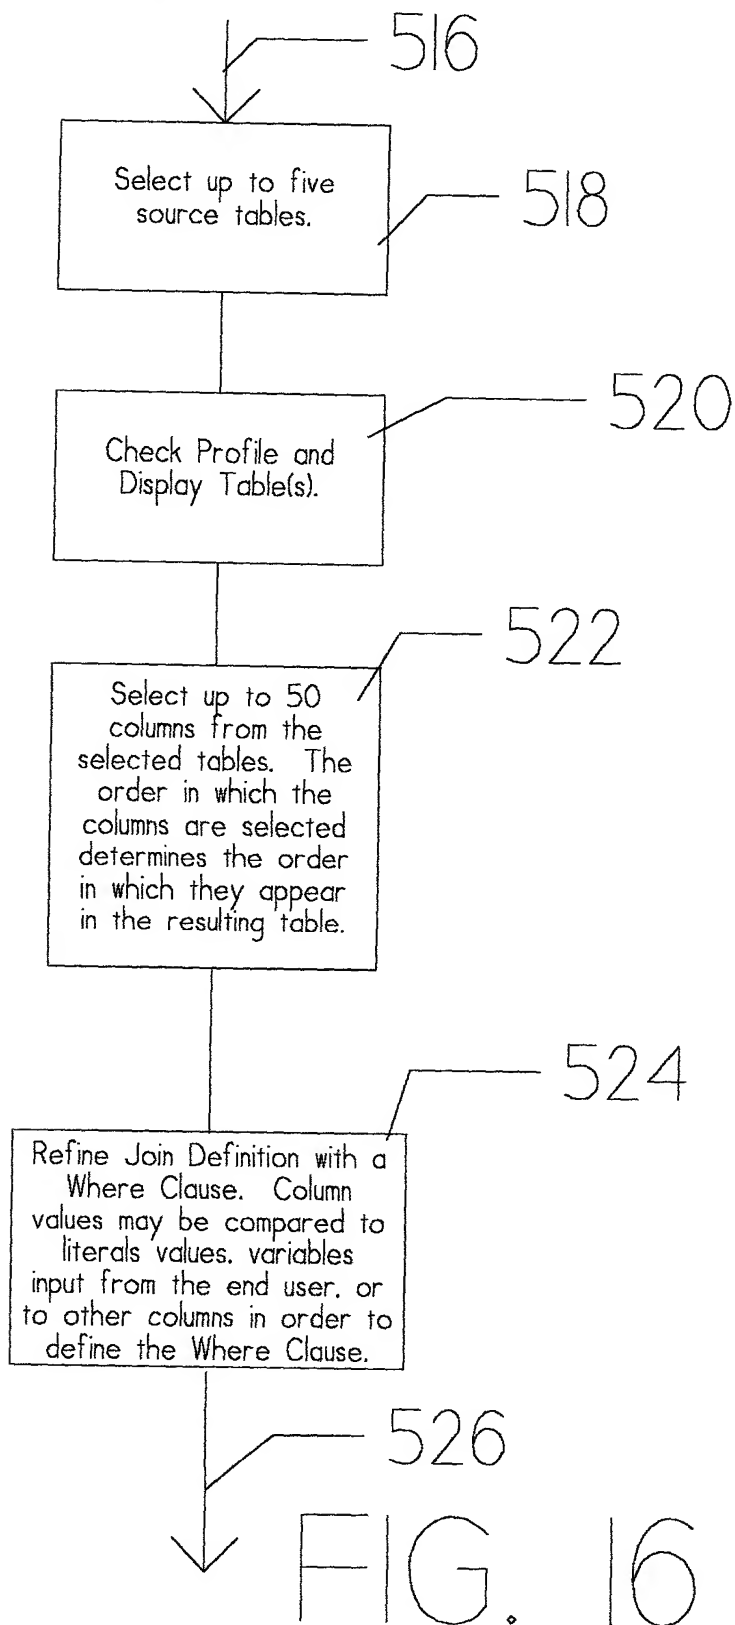 516
Select up to five
source tables.
518
520
Check Profile and
Display Table(s).
522
Select up to 50
columns from the
selected tables. The
order in which the
columns are selected
determines the order
in which they appear
in the resulting table.
524
Refine Join Definition with a
Where Clause. Column
values may be compared to
literals values. variables
input from the end user. or
to other columns in order to
define the Where Clause.
526
FIG. 16